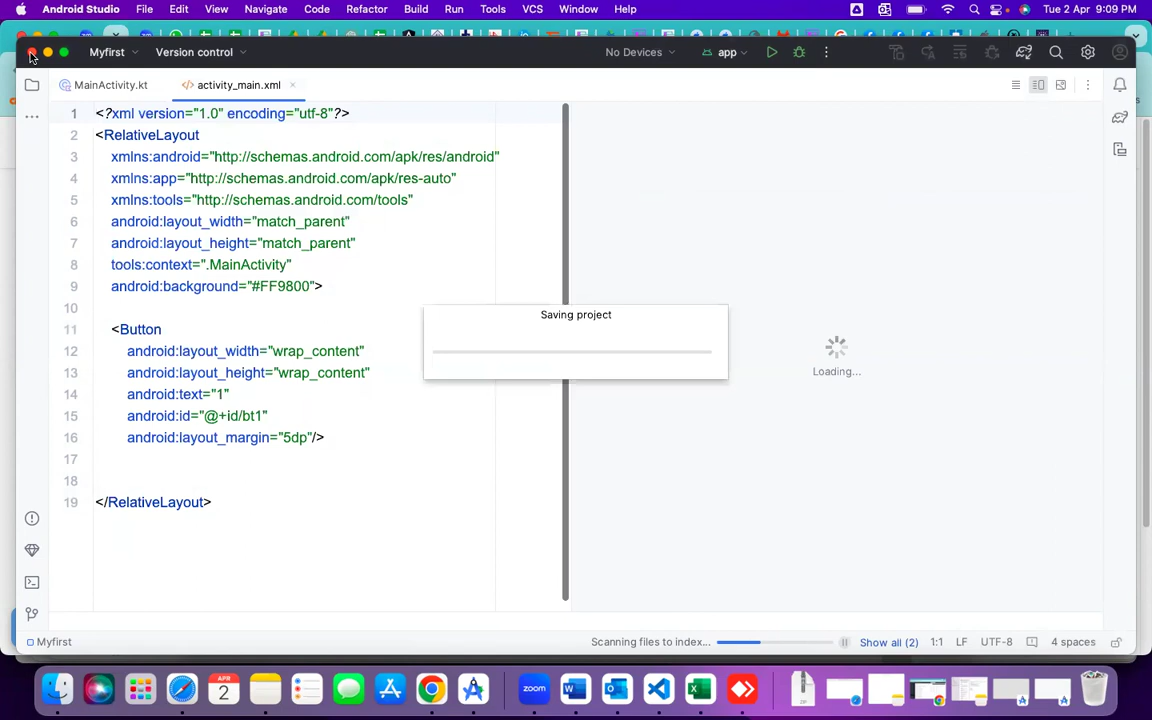 Android Studio File Edit View Navigate Code Refactor Build Run Tools VCS Window Help Tue 2 Apr 9:09 PM
Myfirst Version control No Devices app
MainActivity.kt activity_main.xml
1 <?xml version="1.0" encoding="utf-8"?>
2 <RelativeLayout
3 xmlns:android="http://schemas.android.com/apk/res/android"
4 xmlns:app="http://schemas.android.com/apk/res-auto"
5 xmlns:tools="http://schemas.android.com/tools"
6 android:layout_width="match_parent"
7 android:layout_height="match_parent"
8 tools:context=".MainActivity"
9 android:background="#FF9800">
10
11 <Button
12 android:layout_width="wrap_content"
13 android:layout_height="wrap_content"
14 android:text="1"
15 android:id="@+id/bt1"
16 android:layout_margin="5dp"/>
17
18
19 </RelativeLayout>
Saving project
Loading...
Myfirst Scanning files to index... Show all (2) 1:1 LF UTF-8 4 spaces
APR
2
zoom
ZIP